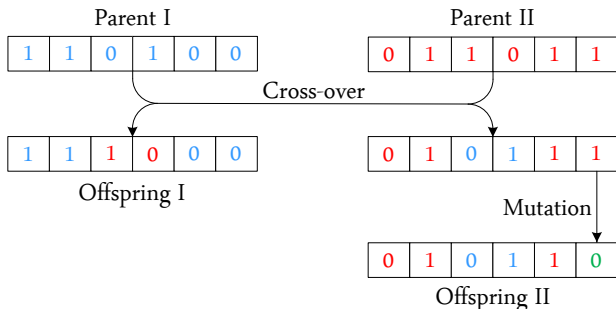 Parent I Parent II
1 1 0 1 0 0 0 1 1 0 1 1
Cross-over
1 1 1 0 0 0 0 1 0 1 1 1
Offspring I
Mutation
0 1 0 1 1 0
Offspring II